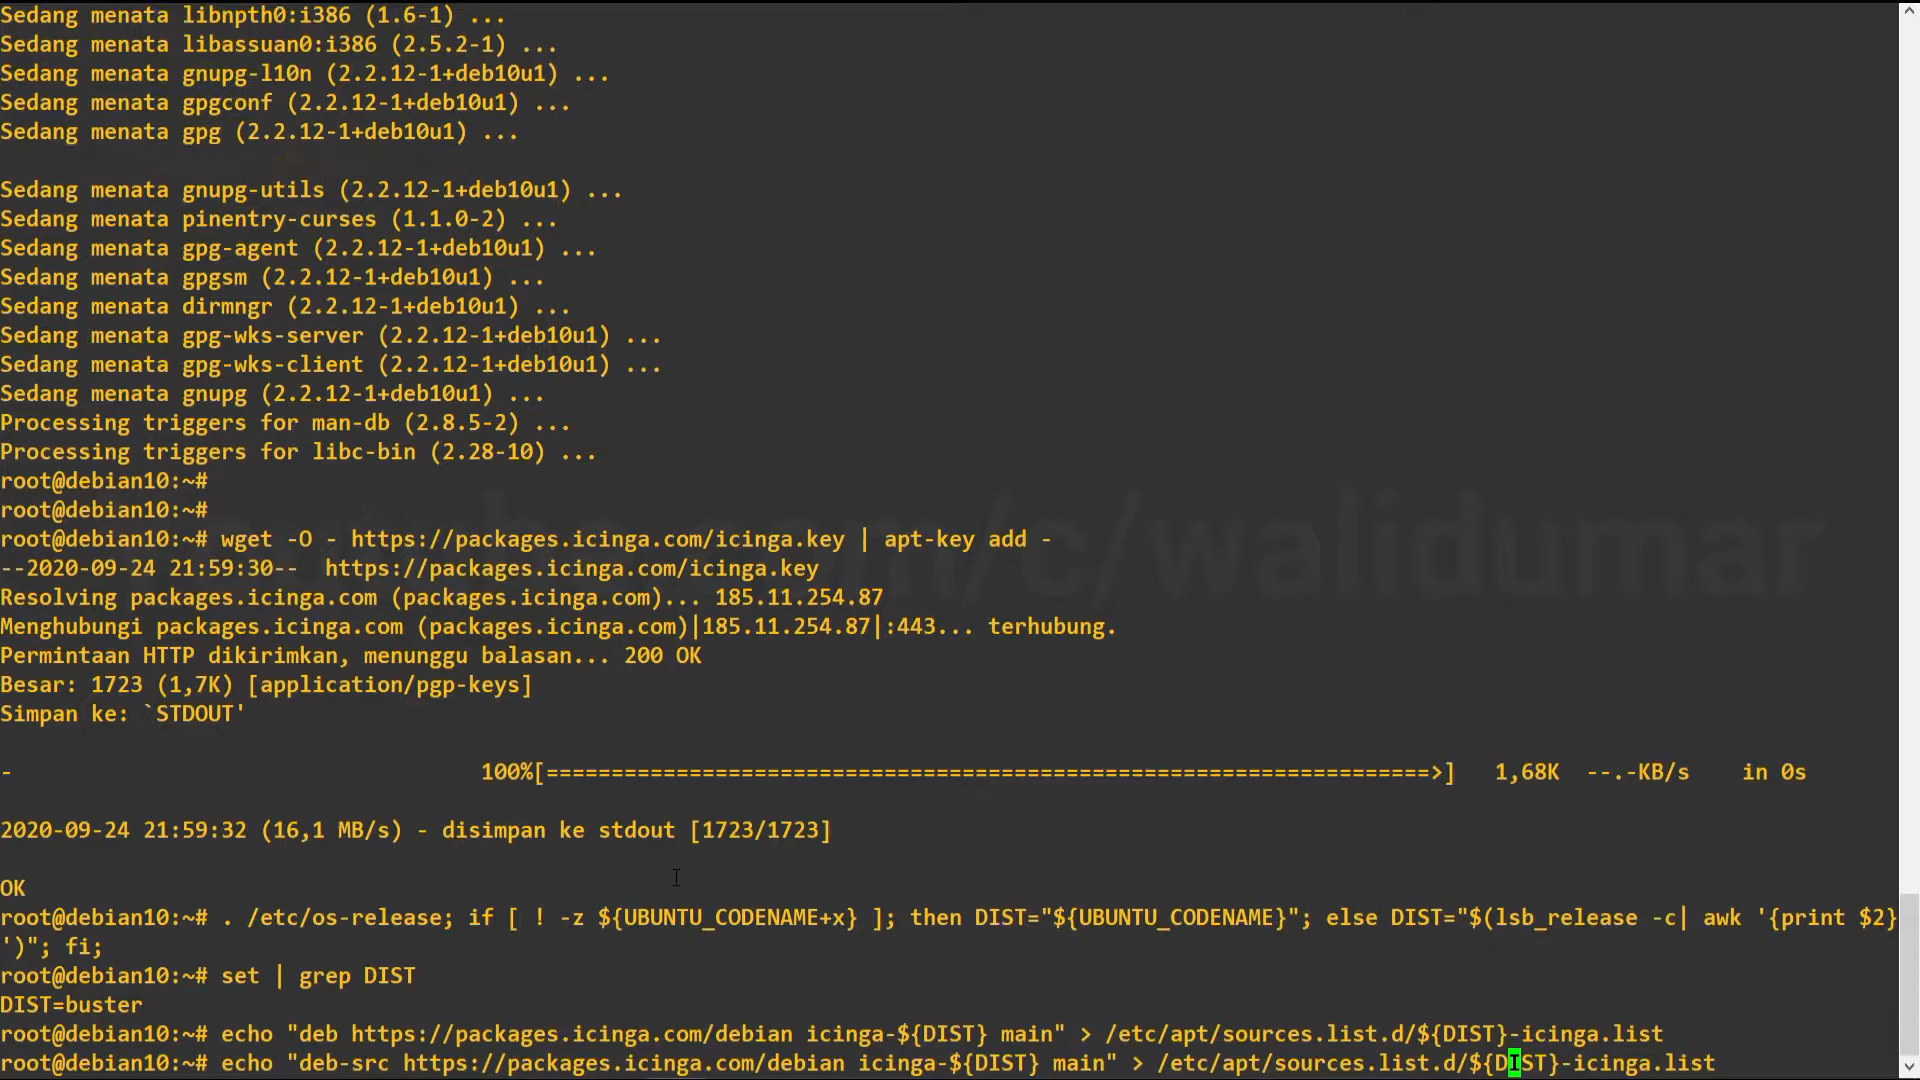 Sedang menata libnpth0:i386 (1.6-1) ...
Sedang menata libassuan0:i386 (2.5.2-1) ...
Sedang menata gnupg-l10n (2.2.12-1+deb10u1) ...
Sedang menata gpgconf (2.2.12-1+deb10u1) ...
Sedang menata gpg (2.2.12-1+deb10u1) ...
Sedang menata gnupg-utils (2.2.12-1+deb10u1) ...
Sedang menata pinentry-curses (1.1.0-2) ...
Sedang menata gpg-agent (2.2.12-1+deb10u1) ...
Sedang menata gpgsm (2.2.12-1+deb10u1) ...
Sedang menata dirmngr (2.2.12-1+deb10u1) ...
Sedang menata gpg-wks-server (2.2.12-1+deb10u1) ...
Sedang menata gpg-wks-client (2.2.12-1+deb10u1) ...
Sedang menata gnupg (2.2.12-1+deb10u1) ...
Processing triggers for man-db (2.8.5-2) ...
Processing triggers for libc-bin (2.28-10) ...
root@debian10:~#
root@debian10:~#
root@debian10:~# wget -O - https://packages.icinga.com/icinga.key | apt-key add -
--2020-09-24 21:59:30--  https://packages.icinga.com/icinga.key
Resolving packages.icinga.com (packages.icinga.com)... 185.11.254.87
Menghubungi packages.icinga.com (packages.icinga.com)|185.11.254.87|:443... terhubung.
Permintaan HTTP dikirimkan, menunggu balasan... 200 OK
Besar: 1723 (1,7K) [application/pgp-keys]
Simpan ke: `STDOUT'
- 100%[====================================================================>] 1,68K --.-KB/s in 0s
2020-09-24 21:59:32 (16,1 MB/s) - disimpan ke stdout [1723/1723]
OK
root@debian10:~# . /etc/os-release; if [ ! -z ${UBUNTU_CODENAME+x} ]; then DIST="${UBUNTU_CODENAME}"; else DIST="$(lsb_release -c| awk '{print $2}
')"; fi;
root@debian10:~# set | grep DIST
DIST=buster
root@debian10:~# echo "deb https://packages.icinga.com/debian icinga-${DIST} main" > /etc/apt/sources.list.d/${DIST}-icinga.list
root@debian10:~# echo "deb-src https://packages.icinga.com/debian icinga-${DIST} main" > /etc/apt/sources.list.d/${DIST}-icinga.list
/c/walidumar